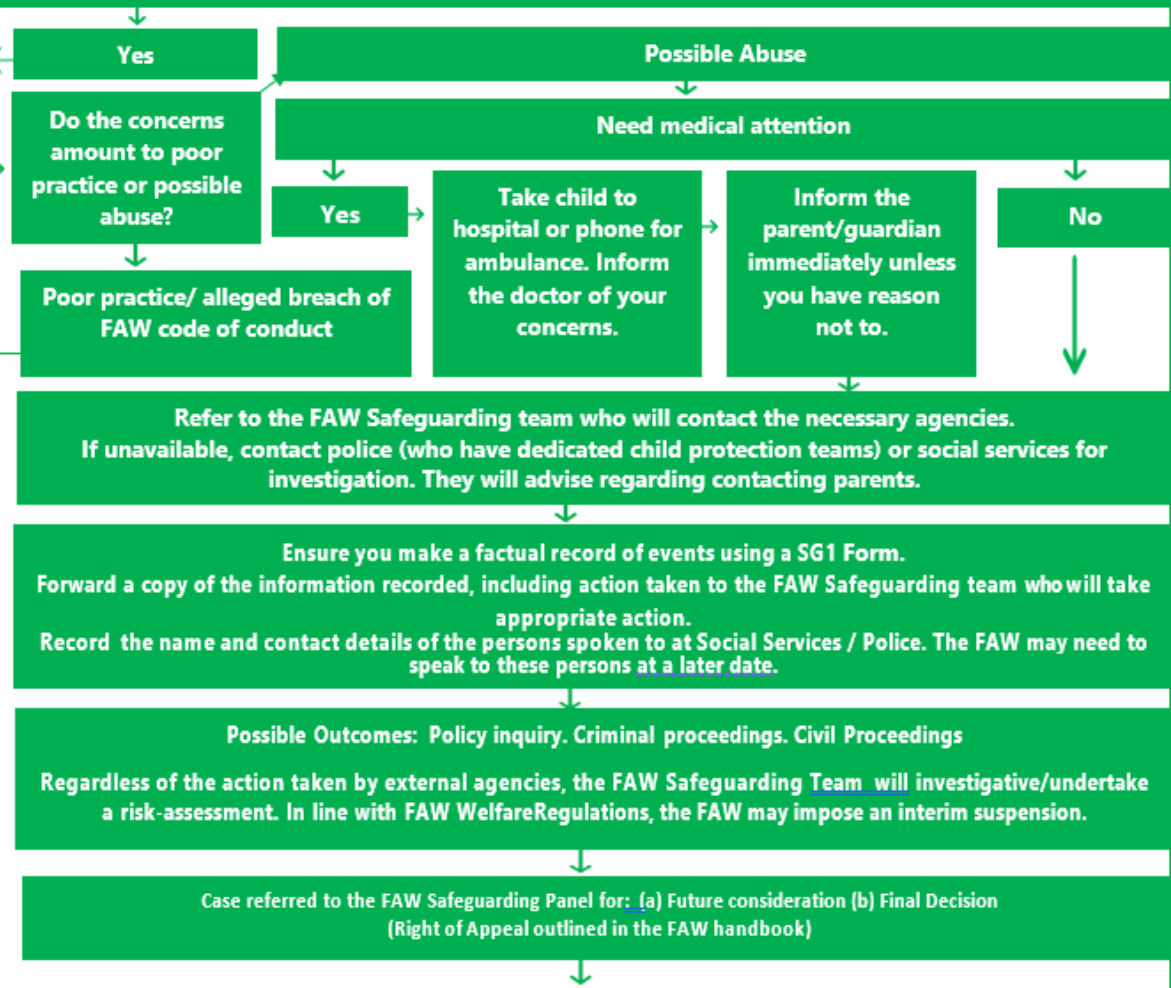 Yes
Possible Abuse
Do the concerns
amount to poor
practice or possible
abuse?
Need medical attention
Yes
Take child to
hospital or phone for
ambulance. Inform
the doctor of your
concerns.
Inform the
parent/guardian
immediately unless
you have reason
not to.
No
Poor practice/ alleged breach of
FAW code of conduct
Refer to the FAW Safeguarding team who will contact the necessary agencies.
If unavailable, contact police (who have dedicated child protection teams) or social services for
investigation. They will advise regarding contacting parents.
Ensure you make a factual record of events using a SG1 Form.
Forward a copy of the information recorded, including action taken to the FAW Safeguarding team who will take
appropriate action.
Record the name and contact details of the persons spoken to at Social Services / Police. The FAW may need to
speak to these persons at a later date.
Possible Outcomes: Policy inquiry. Criminal proceedings. Civil Proceedings
Regardless of the action taken by external agencies, the FAW Safeguarding Team will investigative/undertake
a risk-assessment. In line with FAW WelfareRegulations, the FAW may impose an interim suspension.
Case referred to the FAW Safeguarding Panel for: (a) Future consideration (b) Final Decision
(Right of Appeal outlined in the FAW handbook)